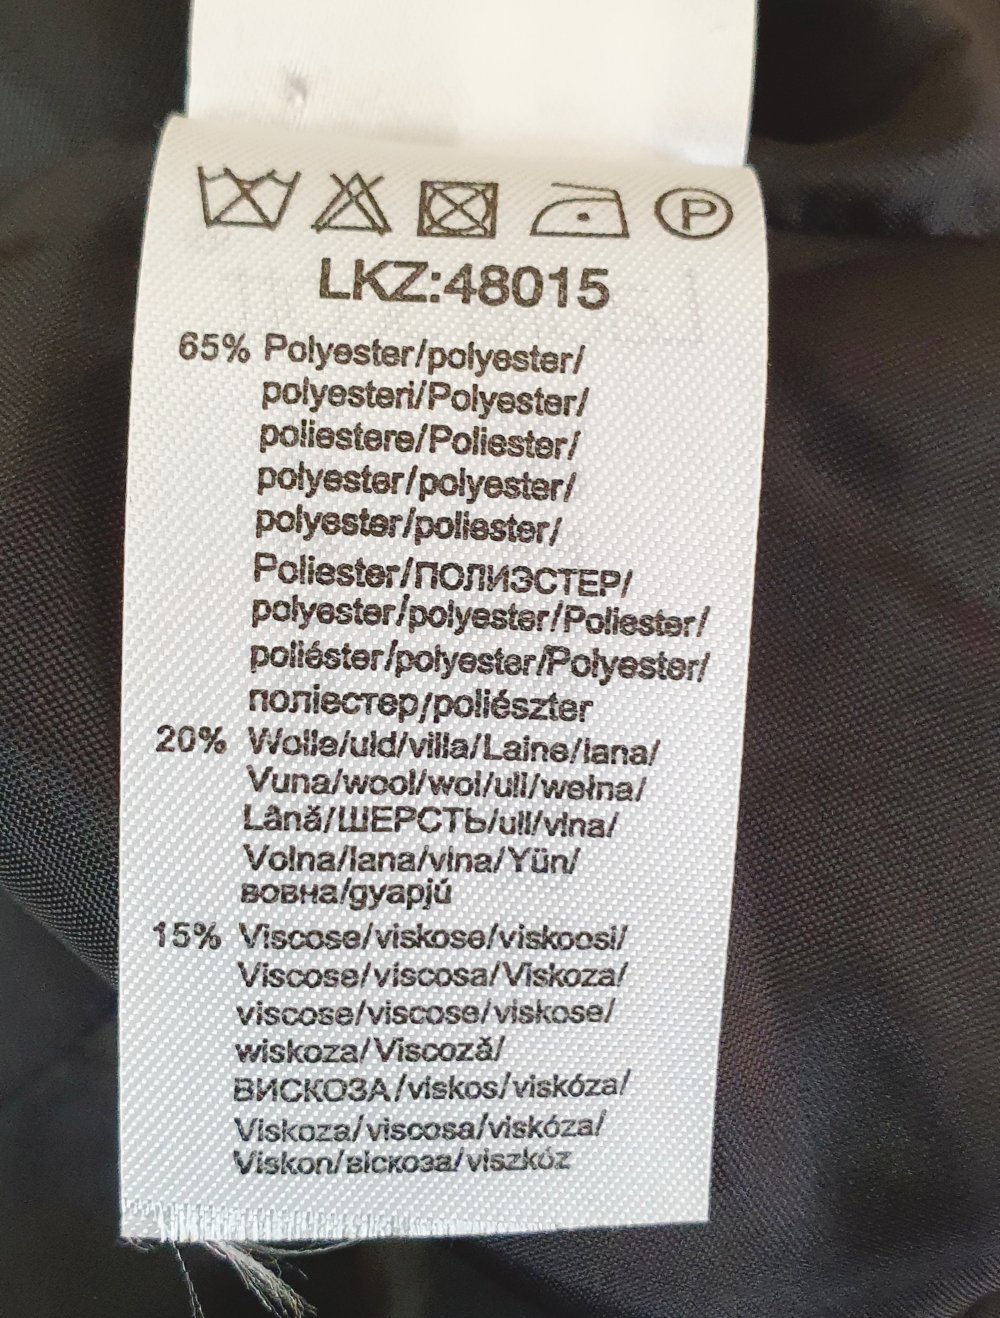 P
LKZ:48015
65% Polyester/polyester/
polyesteri/Polyester/
poliestere/Poliester/
polyester/polyester/
polyester/poliester/
Poliester/ПОЛИЭСТЕР/
polyester/polyester/Poliester/
poliéster/polyester/Polyester/
поліестер/poliészter
20% Wolle/uld/villa/Laine/lana/
Vuna/wool/wol/ull/wełna/
Lână/ШЕРСТЬ/ull/vlna/
Volna/lana/vlna/Yün/
вовна/gyapjú
15% Viscose/viskose/viskoosi/
Viscose/viscosa/Viskoza/
viscose/viscose/viskose/
wiskoza/Viscoză/
ВИСКОЗА/viskos/viskóza/
Viskoza/viscosa/viskóza/
Viskon/віскоза/viszkóz